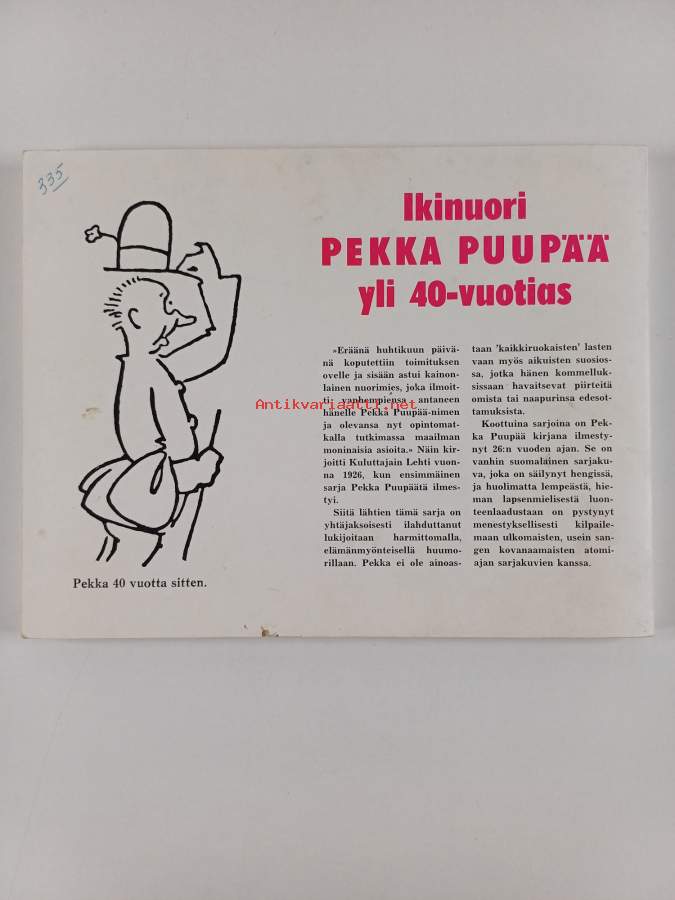 335
Ikinuori
PEKKA PUUPÄÄ
yli 40-vuotias
»Eräänä huhtikuun päivä-
nä koputettiin toimituksen
ovelle ja sisään astui kainon-
lainen nuorimies, joka ilmoit-
ti vanhempiensa antaneen
hänelle Pekka Puupää-nimen
ja olevansa nyt opintomat-
kalla tutkimassa maailman
moninaisia asioita.» Näin kir-
joitti Kuluttajain Lehti vuon-
na 1926, kun ensimmäinen
sarja Pekka Puupäätä ilmes-
tyi.
Siitä lähtien tämä sarja on
yhtäjaksoisesti ilahduttanut
lukijoitaan harmittomalla,
elämänmyönteisellä huumo-
rillaan. Pekka ei ole ainoas-
taan 'kaikkiruokaisten' lasten
vaan myös aikuisten suosios-
sa, jotka hänen kommelluk-
sissaan havaitsevat piirteitä
omista tai naapurinsa edesot-
tamuksista.
Koottuina sarjoina on Pek-
ka Puupää kirjana ilmesty-
nyt 26:n vuoden ajan. Se on
vanhin suomalainen sarjaku-
va, joka on säilynyt hengissä,
ja huolimatta lempeästä, hie-
man lapsenmielisestä luon-
teenlaadustaan on pystynyt
menestyksellisesti kilpaile-
maan ulkomaisten, usein san-
gen kovanaamaisten atomi-
ajan sarjakuvien kanssa.
Pekka 40 vuotta sitten.
Antikvariaatti.net